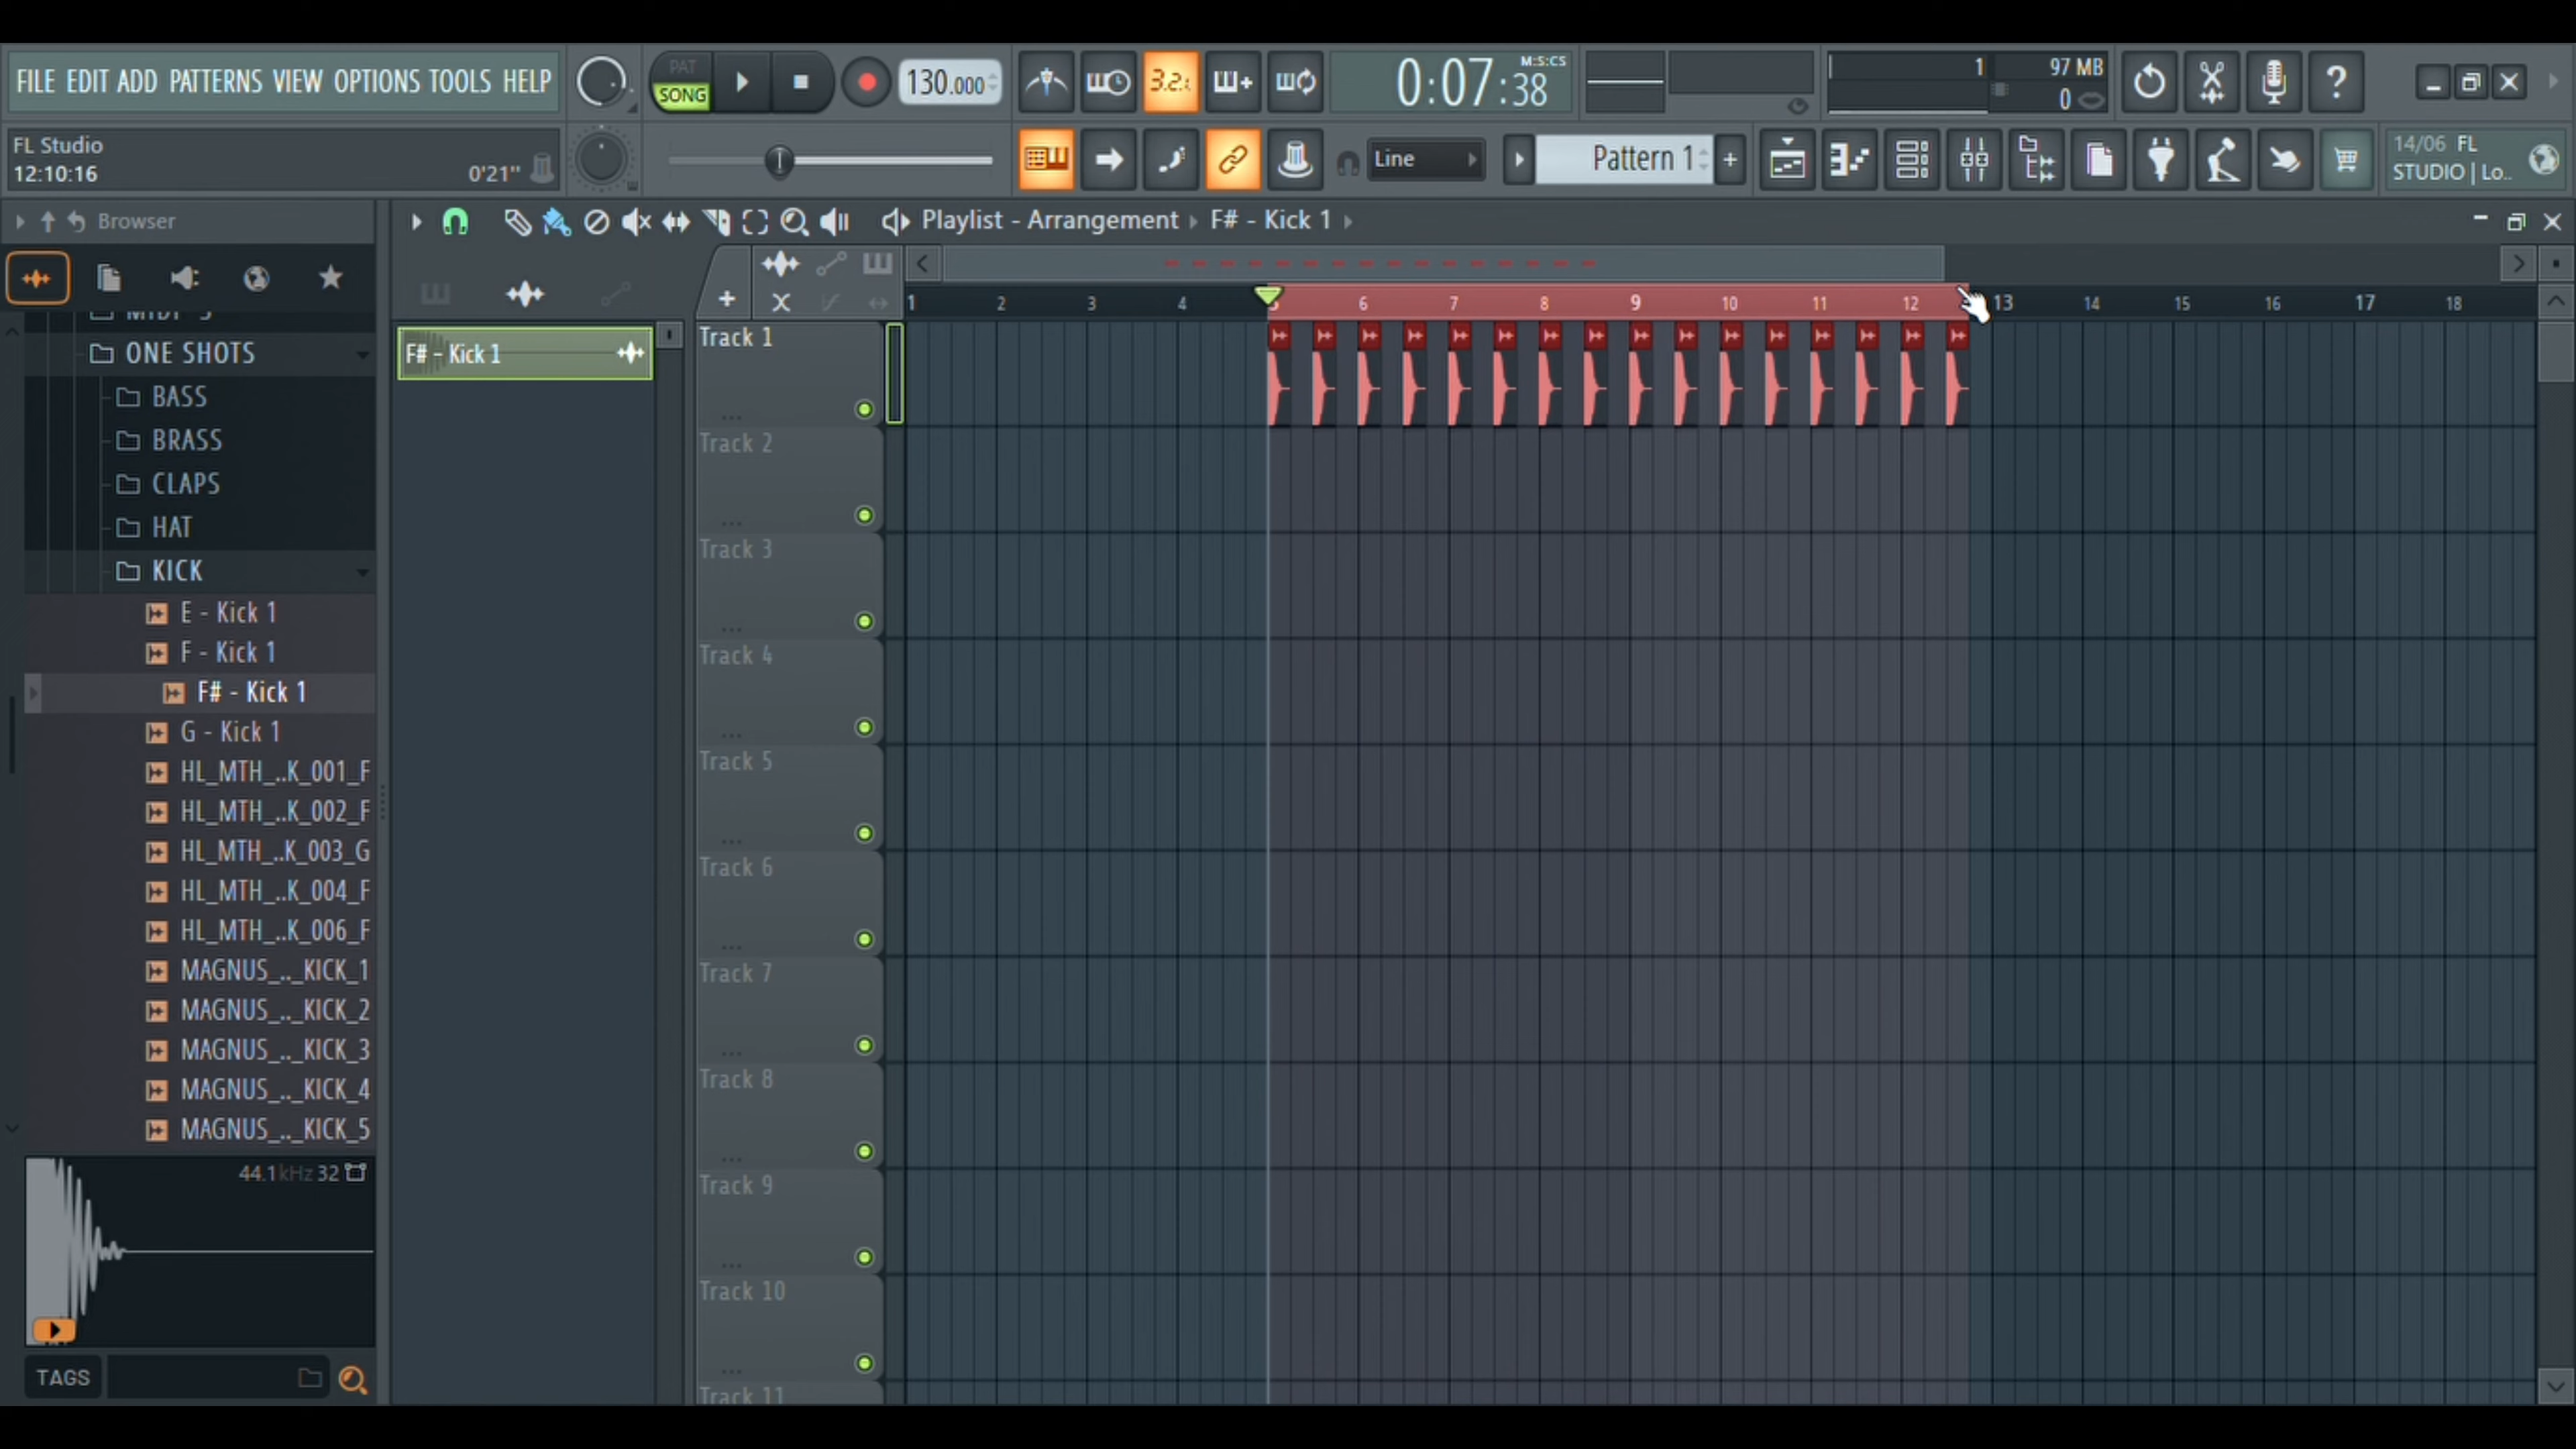 FILE EDIT ADD PATTERNS VIEW OPTIONS TOOLS HELP
PAT
SONG
130.000
3.2.
0:07:38
M:S:CS
1
97 MB
0
FL Studio
12:10:16
0'21"
Line
Pattern 1
+
14/06 FL
STUDIO | Lo..
Browser
Playlist - Arrangement
F# - Kick 1
1 2 3 4 5 6 7 8 9 10 11 12 13 14 15 16 17 18
F# - Kick 1
ONE SHOTS
BASS
BRASS
CLAPS
HAT
KICK
E - Kick 1
F - Kick 1
F# - Kick 1
G - Kick 1
HL_MTH_..K_001_F
HL_MTH_..K_002_F
HL_MTH_..K_003_G
HL_MTH_..K_004_F
HL_MTH_..K_006_F
MAGNUS_.._KICK_1
MAGNUS_.._KICK_2
MAGNUS_.._KICK_3
MAGNUS_.._KICK_4
MAGNUS_.._KICK_5
44.1kHz 32
TAGS
Track 1
Track 2
Track 3
Track 4
Track 5
Track 6
Track 7
Track 8
Track 9
Track 10
Track 11